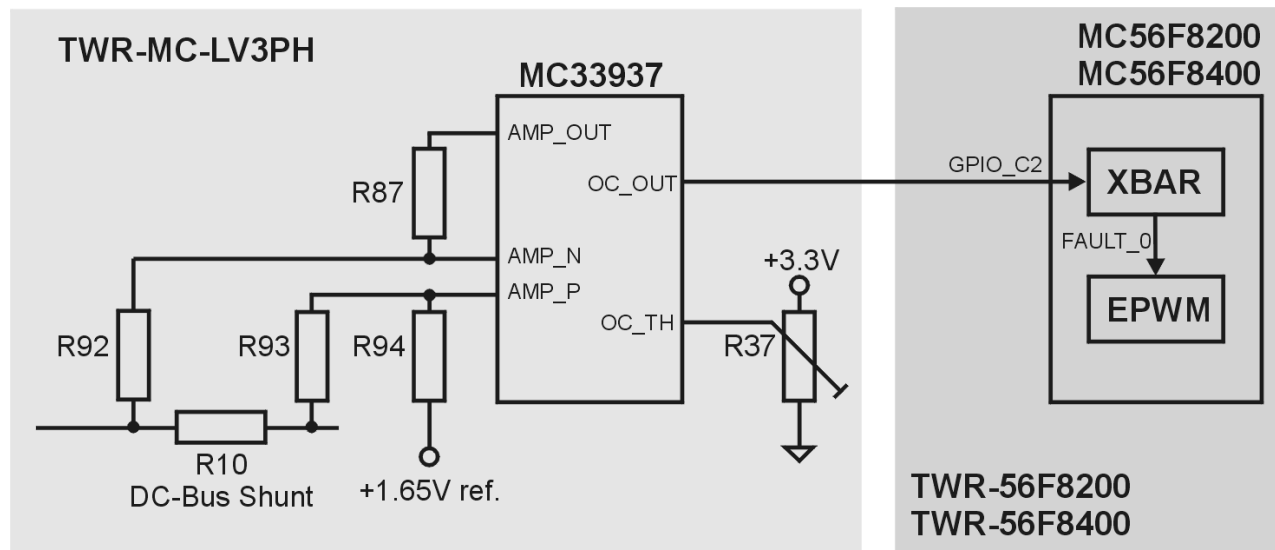 TWR-MC-LV3PH
MC56F8200
MC56F8400
MC33937
AMP_OUT
R87
OC_OUT
GPIO_C2
XBAR
FAULT_0
AMP_N
AMP_P
+3.3V
EPWM
OC_TH
R92
R93
R94
R37
R10
DC-Bus Shunt
+1.65V ref.
TWR-56F8200
TWR-56F8400